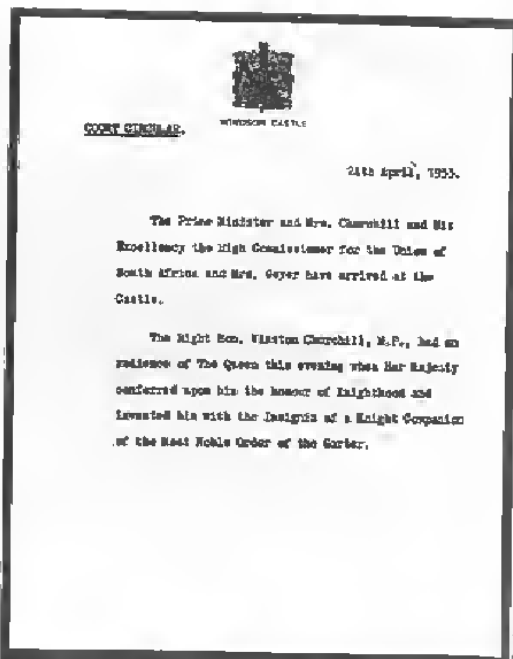 WINDSOR CASTLE
COURT CIRCULAR.
24th April, 1953.
The Prime Minister and Mrs. Churchill and His
Excellency the High Commissioner for the Union of
South Africa and Mrs. Geyer have arrived at the
Castle.
The Right Hon. Winston Churchill, M.P., had an
audience of The Queen this evening when Her Majesty
conferred upon him the honour of Knighthood and
invested him with the Insignia of a Knight Companion
of the Most Noble Order of the Garter.